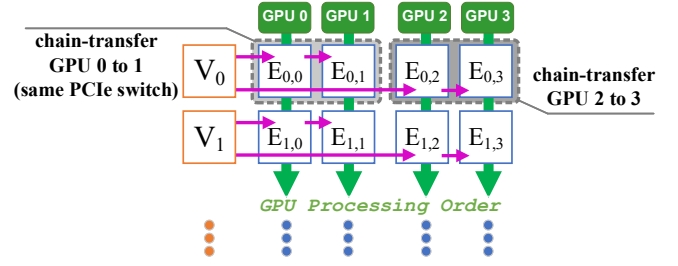 GPU 0 GPU 1 GPU 2 GPU 3
chain-transfer
GPU 0 to 1
(same PCIe switch)
V0 E0,0 E0,1 E0,2 E0,3
chain-transfer
GPU 2 to 3
V1 E1,0 E1,1 E1,2 E1,3
GPU Processing Order